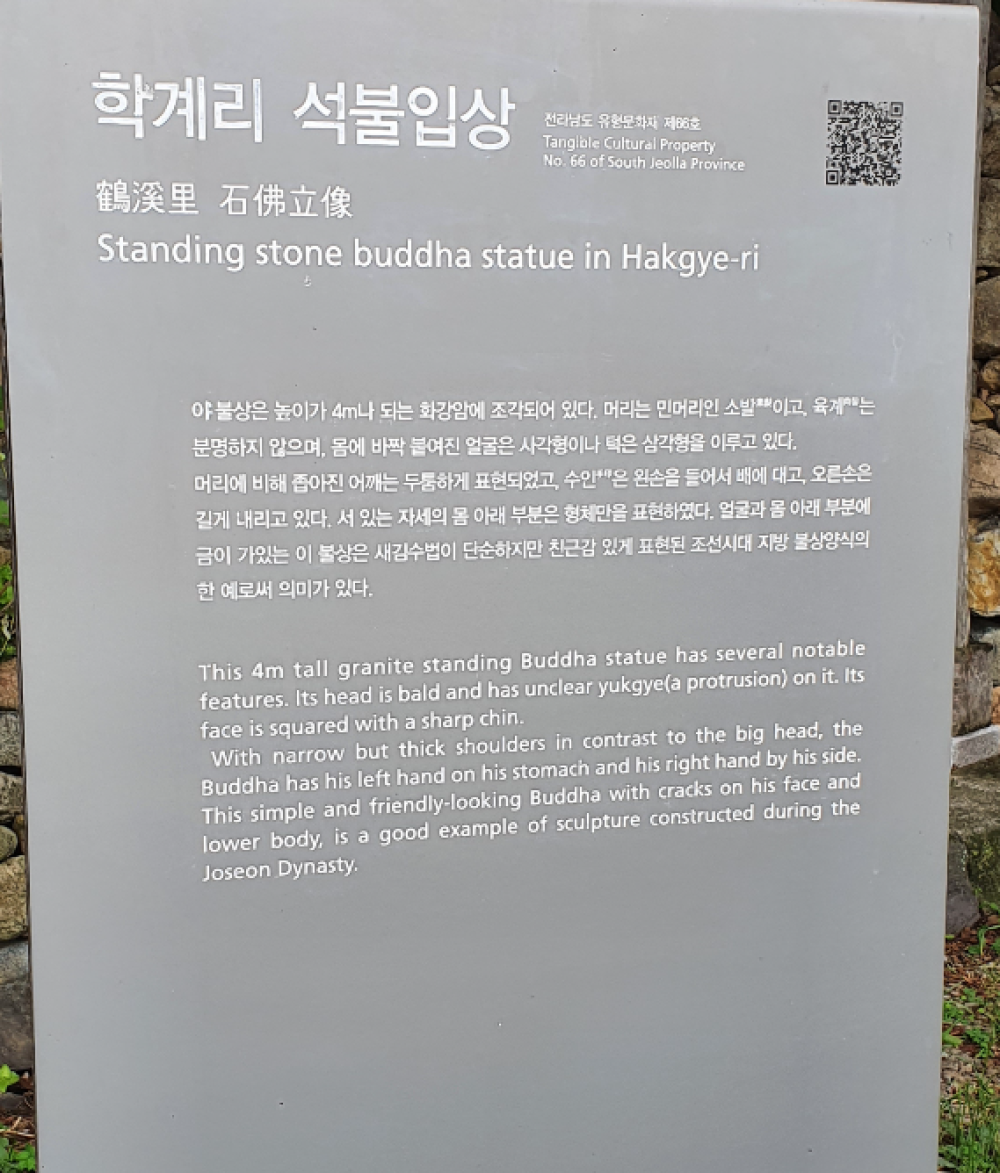 학계리 석불입상
전라남도 유형문화재 제66호
Tangible Cultural Property
No. 66 of South Jeolla Province
鶴溪里 石佛立像
Standing stone buddha statue in Hakgye-ri
야 불상은 높이가 4m나 되는 화강암에 조각되어 있다. 머리는 민머리인 소발이고, 육계는
분명하지 않으며, 몸에 바짝 붙여진 얼굴은 사각형이나 턱은 삼각형을 이루고 있다.
머리에 비해 좁아진 어깨는 두툼하게 표현되었고, 수인은 왼손을 들어서 배에 대고, 오른손은
길게 내리고 있다. 서 있는 자세의 몸 아래 부분은 형체만을 표현하였다. 얼굴과 몸 아래 부분에
금이 가있는 이 불상은 새김수법이 단순하지만 친근감 있게 표현된 조선시대 지방 불상양식의
한 예로써 의미가 있다.
This 4m tall granite standing Buddha statue has several notable
features. Its head is bald and has unclear yukgye(a protrusion) on it. Its
face is squared with a sharp chin.
With narrow but thick shoulders in contrast to the big head, the
Buddha has his left hand on his stomach and his right hand by his side.
This simple and friendly-looking Buddha with cracks on his face and
lower body, is a good example of sculpture constructed during the
Joseon Dynasty.